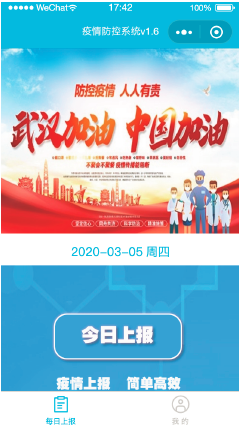 WeChat
17:42
100%
疫情防控系统v1.6
防控疫情 人人有责
武汉加油 中国加油
2020-03-05 周四
今日上报
疫情上报 简单高效
每日上报
我的